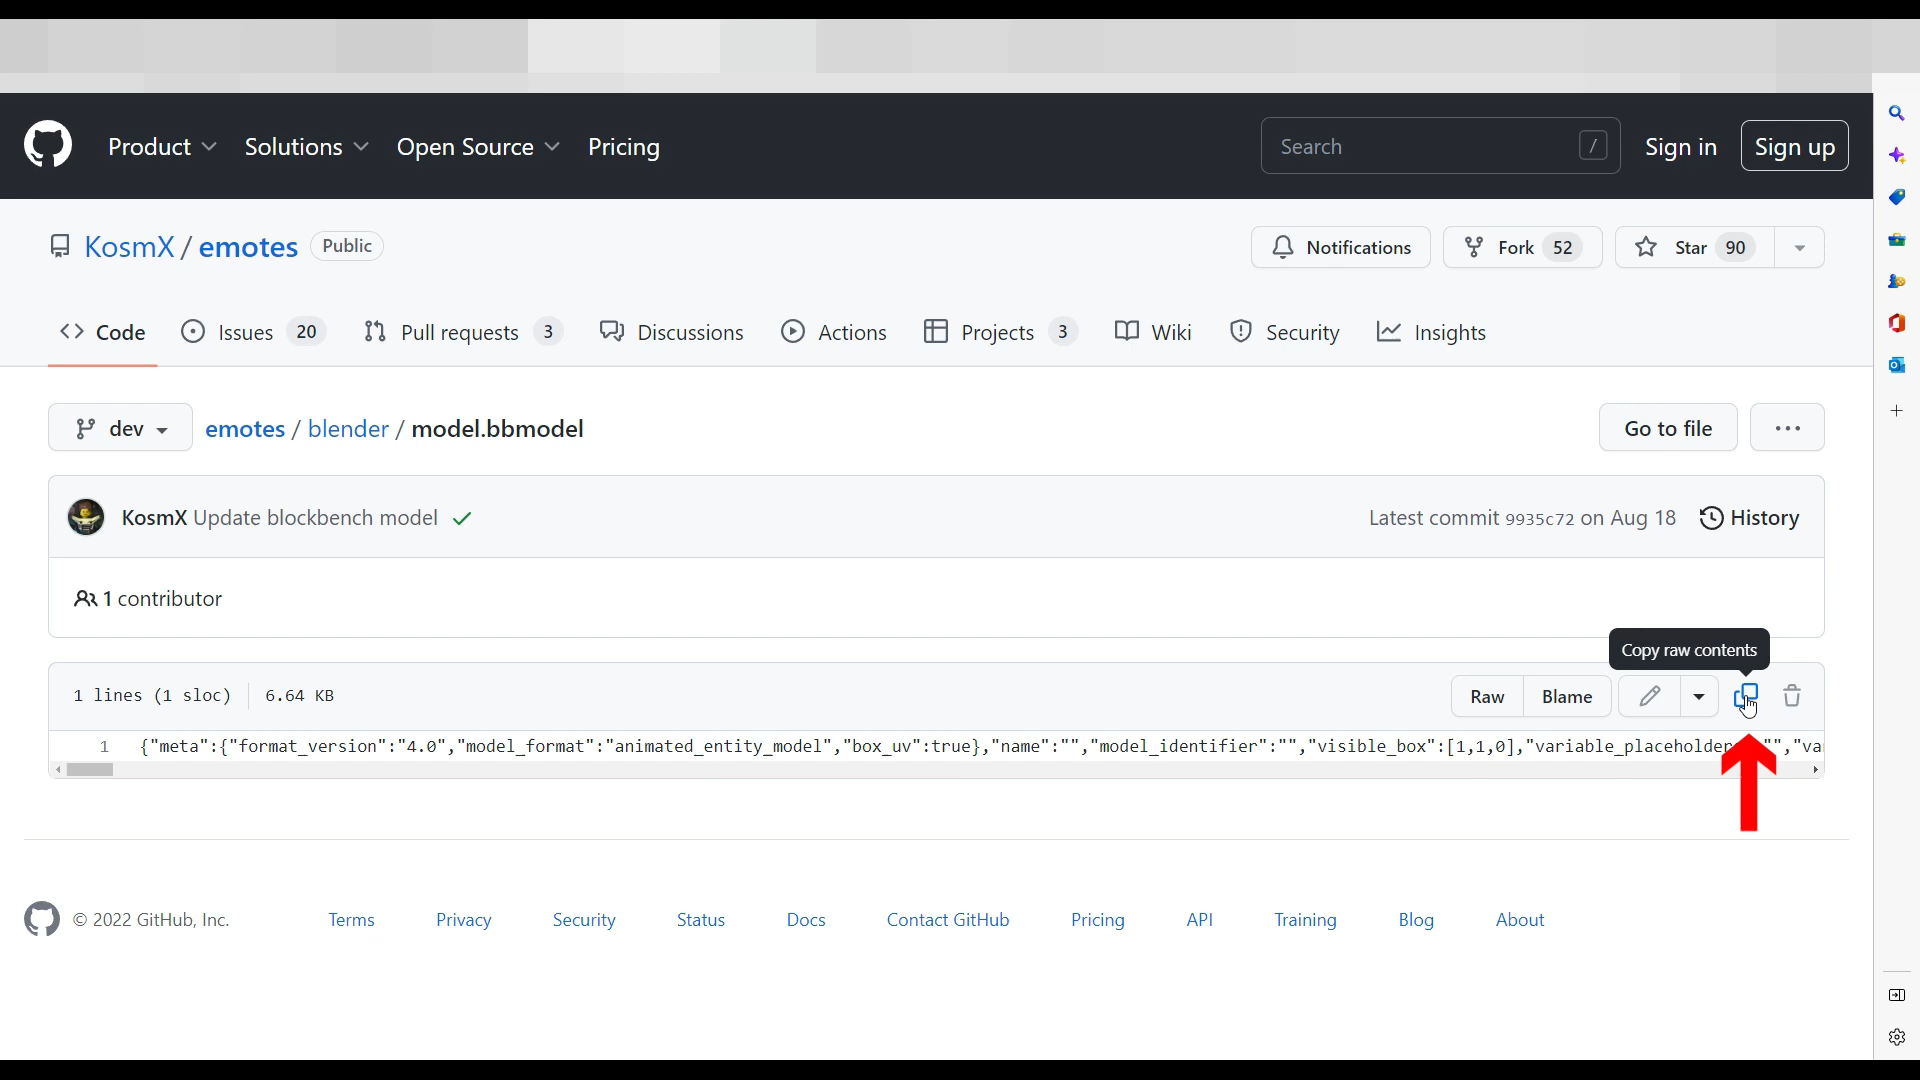 Product Solutions Open Source Pricing Search / Sign in Sign up
KosmX / emotes Public Notifications Fork 52 Star 90
Code Issues 20 Pull requests 3 Discussions Actions Projects 3 Wiki Security Insights
dev emotes / blender / model.bbmodel Go to file ...
KosmX Update blockbench model Latest commit 9935c72 on Aug 18 History
1 contributor
Copy raw contents
1 lines (1 sloc) 6.64 KB Raw Blame
1 {"meta":{"format_version":"4.0","model_format":"animated_entity_model","box_uv":true},"name":"","model_identifier":"","visible_box":[1,1,0],"variable_placeholder "","va
© 2022 GitHub, Inc. Terms Privacy Security Status Docs Contact GitHub Pricing API Training Blog About